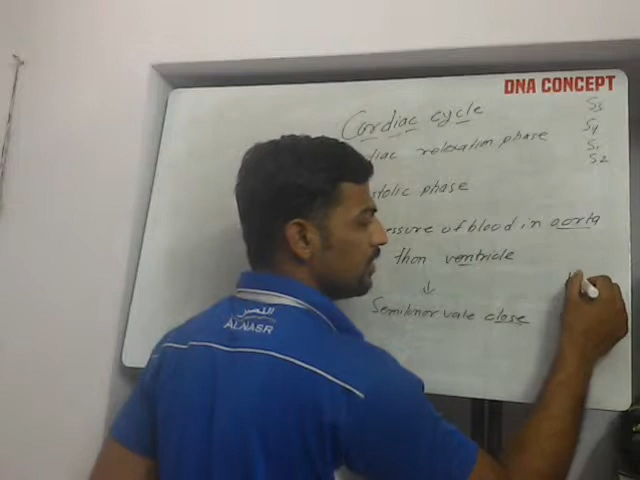 DNA CONCEPT
Cardiac cycle
S3
S4
relaxation phase
S1
S2
phase
of blood in aorta
than ventricle
↓
Semilunar valve close
النصر
ALNASR